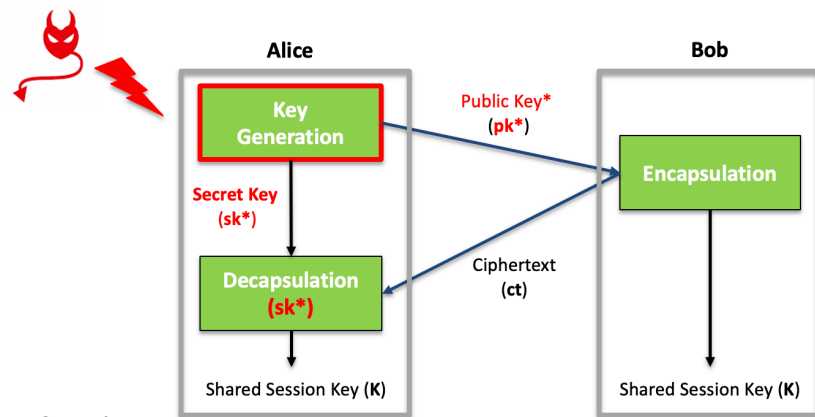 Alice
Bob
Key
Generation
Public Key*
(pk*)
Encapsulation
Secret Key
(sk*)
Decapsulation
(sk*)
Ciphertext
(ct)
Shared Session Key (K)
Shared Session Key (K)